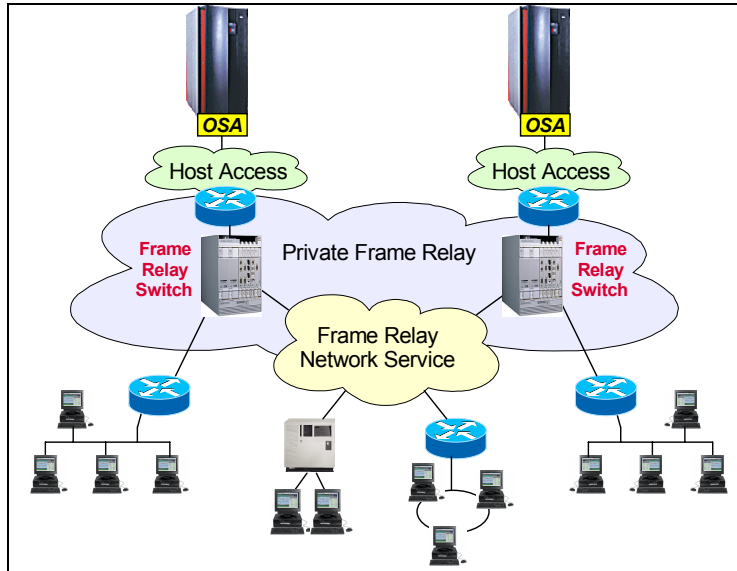 OSA
OSA
Host Access
Host Access
Frame
Relay
Switch
Private Frame Relay
Frame
Relay
Switch
Frame Relay
Network Service